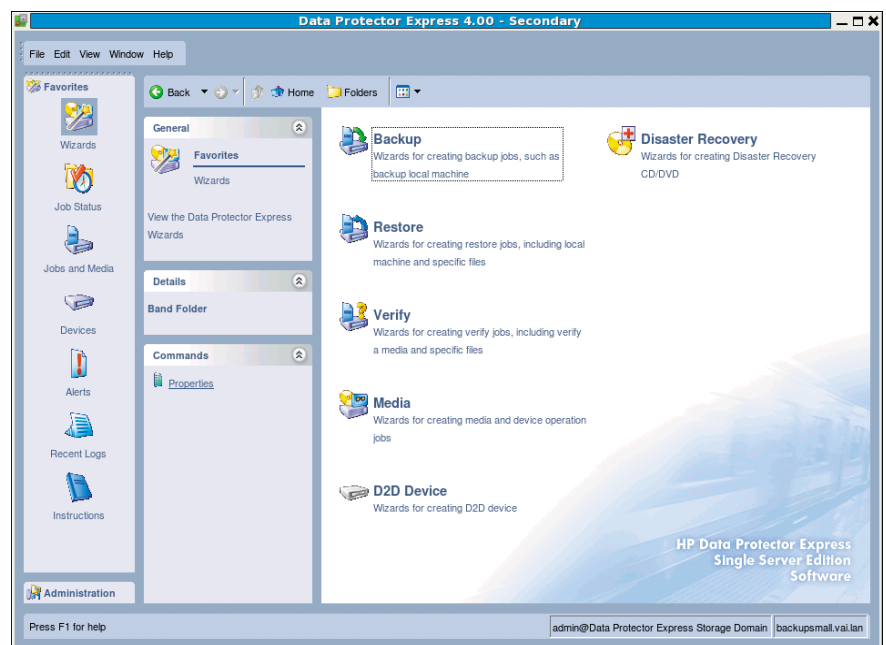 Data Protector Express 4.00 - Secondary
File Edit View Window Help
Favorites
Wizards
Job Status
Jobs and Media
Devices
Alerts
Recent Logs
Instructions
Administration
Back Home Folders
General
Favorites
Wizards
View the Data Protector Express
Wizards
Details
Band Folder
Commands
Properties
Backup
Wizards for creating backup jobs, such as
backup local machine
Restore
Wizards for creating restore jobs, including local
machine and specific files
Verify
Wizards for creating verify jobs, including verify
a media and specific files
Media
Wizards for creating media and device operation
jobs
D2D Device
Wizards for creating D2D device
Disaster Recovery
Wizards for creating Disaster Recovery
CD/DVD
HP Data Protector Express
Single Server Edition
Software
Press F1 for help
admin@Data Protector Express Storage Domain
backupsmall.vai.lan